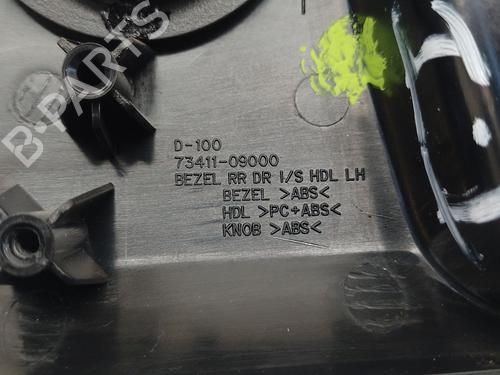 B-PARTS
D-100
73411-09000
BEZEL RR DR I/S HDL LH
BEZEL >ABS<
HDL >PC+ABS<
KNOB >ABS<